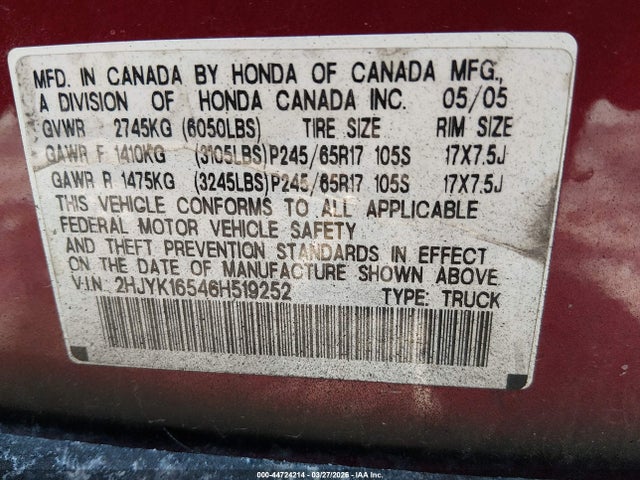 MFD. IN CANADA BY HONDA OF CANADA MFG.,
A DIVISION OF HONDA CANADA INC. 05/05
GVWR 2745KG (6050LBS) TIRE SIZE RIM SIZE
GAWR F 1410KG (3105LBS)P245/65R17 105S 17X7.5J
GAWR R 1475KG (3245LBS)P245/65R17 105S 17X7.5J
THIS VEHICLE CONFORMS TO ALL APPLICABLE
FEDERAL MOTOR VEHICLE SAFETY
AND THEFT PREVENTION STANDARDS IN EFFECT
ON THE DATE OF MANUFACTURE SHOWN ABOVE.
V.I.N. 2HJYK16546H519252 TYPE: TRUCK
000-44724214 | 03/27/2026 | © IAA Inc. |